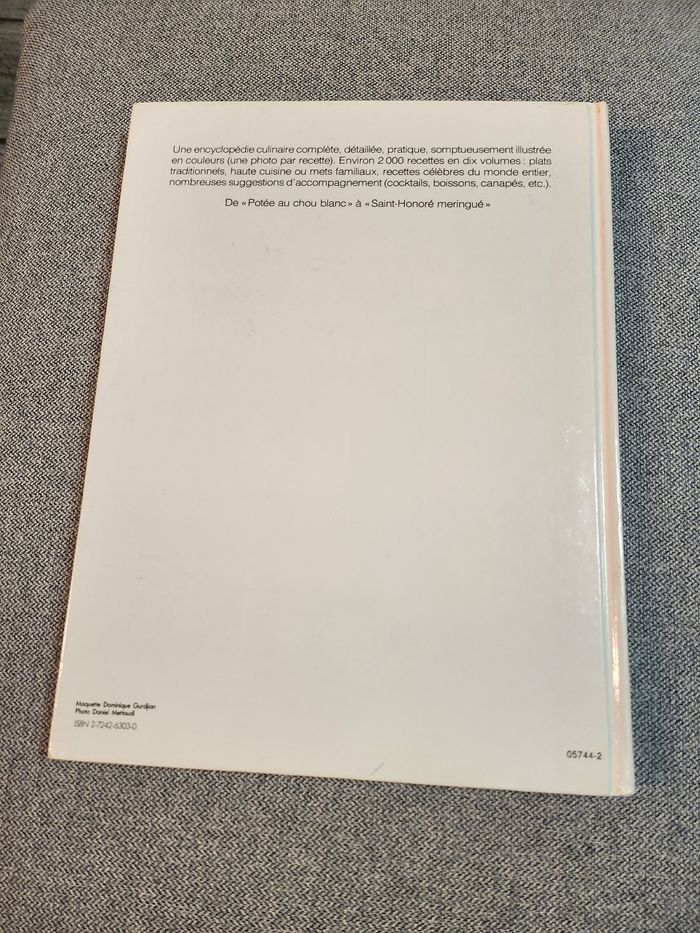 Une encyclopédie culinaire complète, détaillée, pratique, somptueusement illustrée
en couleurs (une photo par recette). Environ 2 000 recettes en dix volumes : plats
traditionnels, haute cuisine ou mets familiaux, recettes célèbres du monde entier,
nombreuses suggestions d'accompagnement (cocktails, boissons, canapés, etc.).
De « Potée au chou blanc » à « Saint-Honoré meringué »
Maquette Dominique Gurdjian
Photo Daniel Mettoudi
ISBN 2-7242-6303-0
05744-2